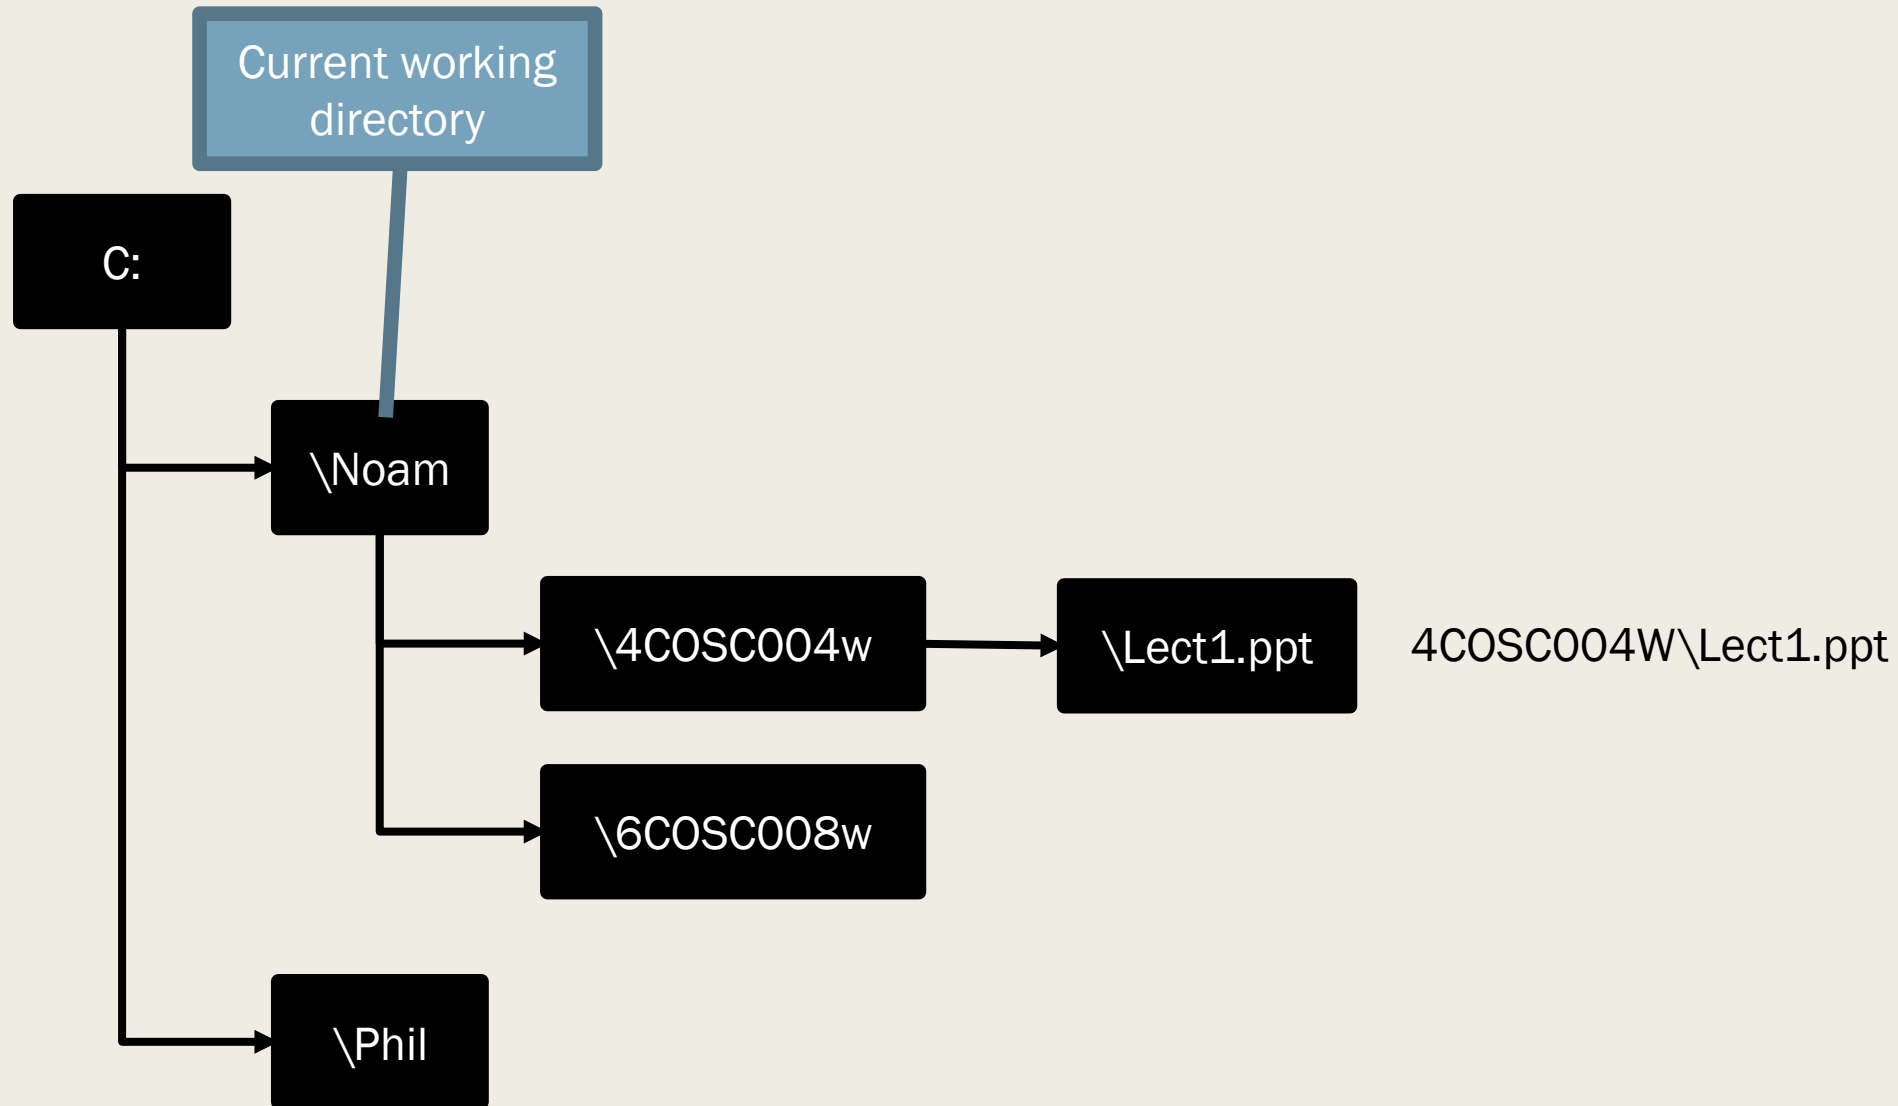 Current working
directory
C:
\Noam
\4COSC004w
\Lect1.ppt
4COSC004W\Lect1.ppt
\6COSC008w
\Phil